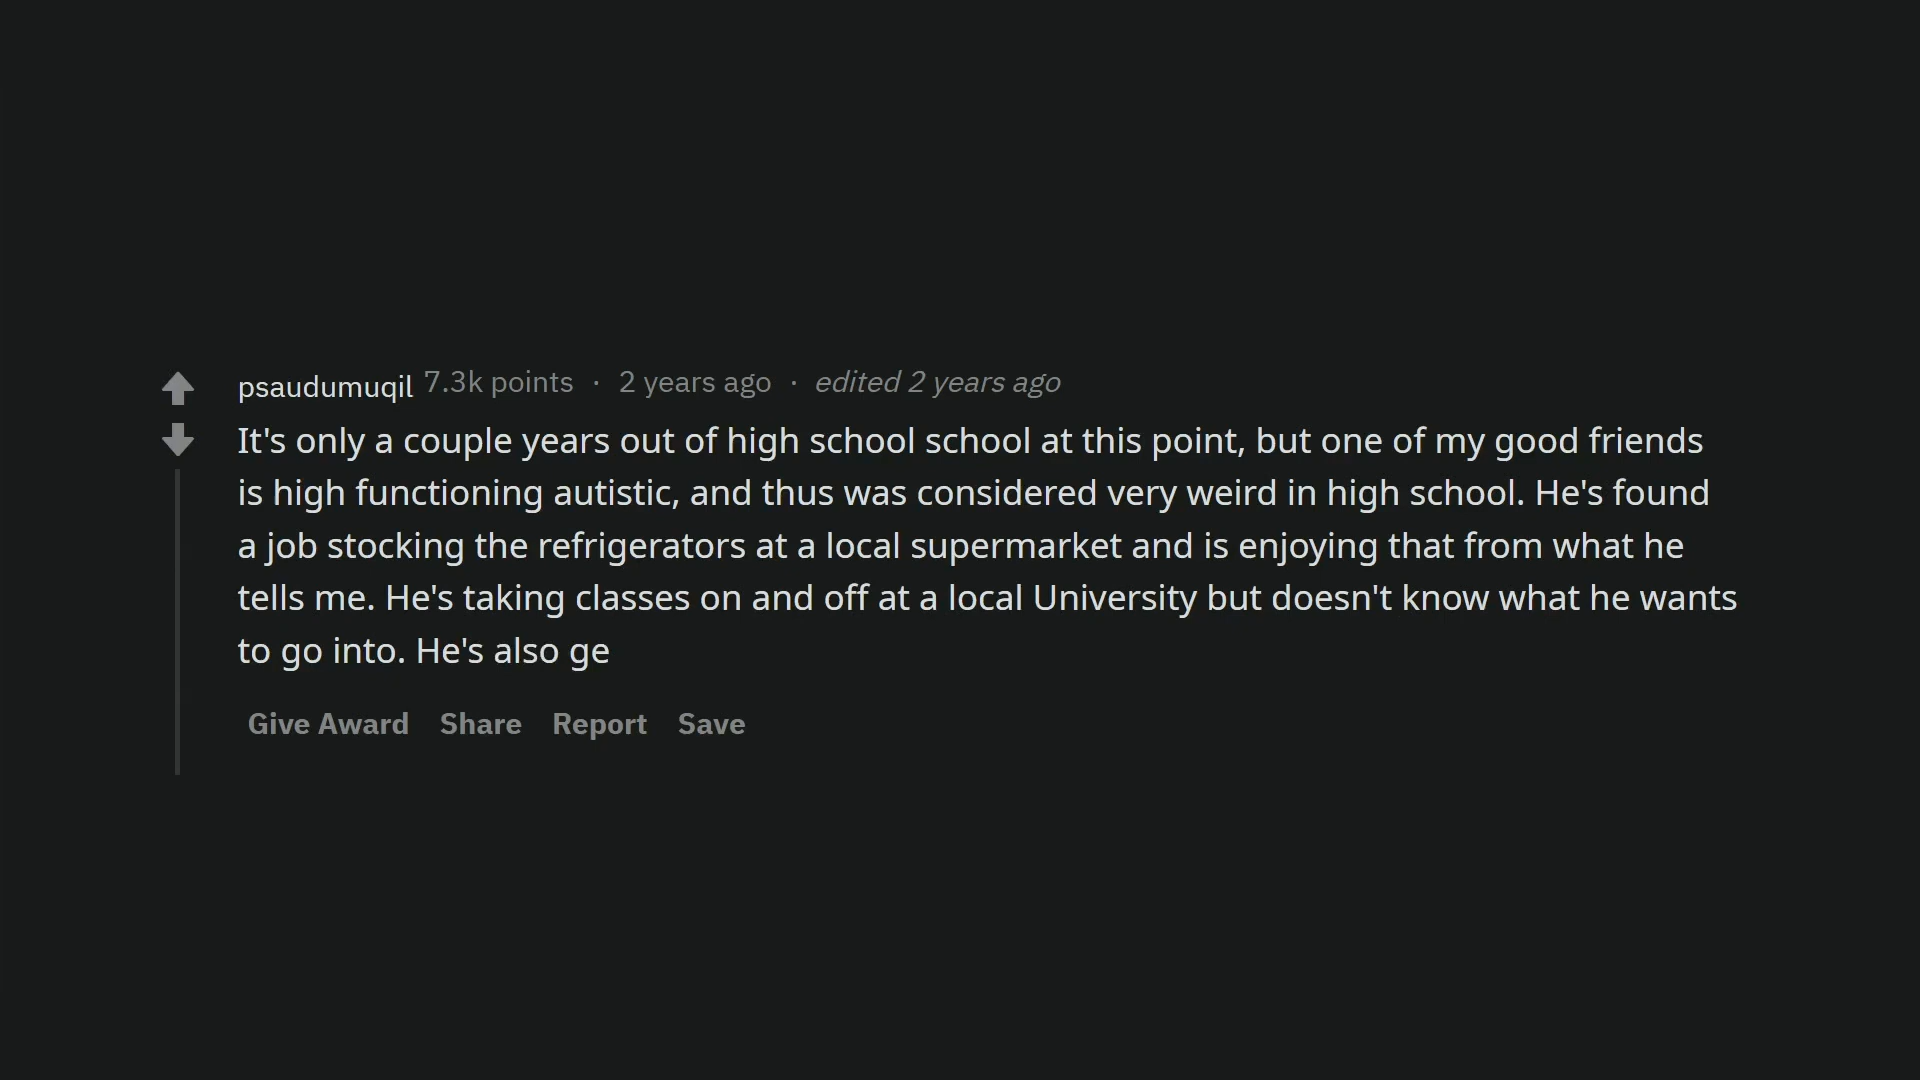 psaudumuqil 7.3k points · 2 years ago · edited 2 years ago
It's only a couple years out of high school school at this point, but one of my good friends
is high functioning autistic, and thus was considered very weird in high school. He's found
a job stocking the refrigerators at a local supermarket and is enjoying that from what he
tells me. He's taking classes on and off at a local University but doesn't know what he wants
to go into. He's also ge
Give Award Share Report Save